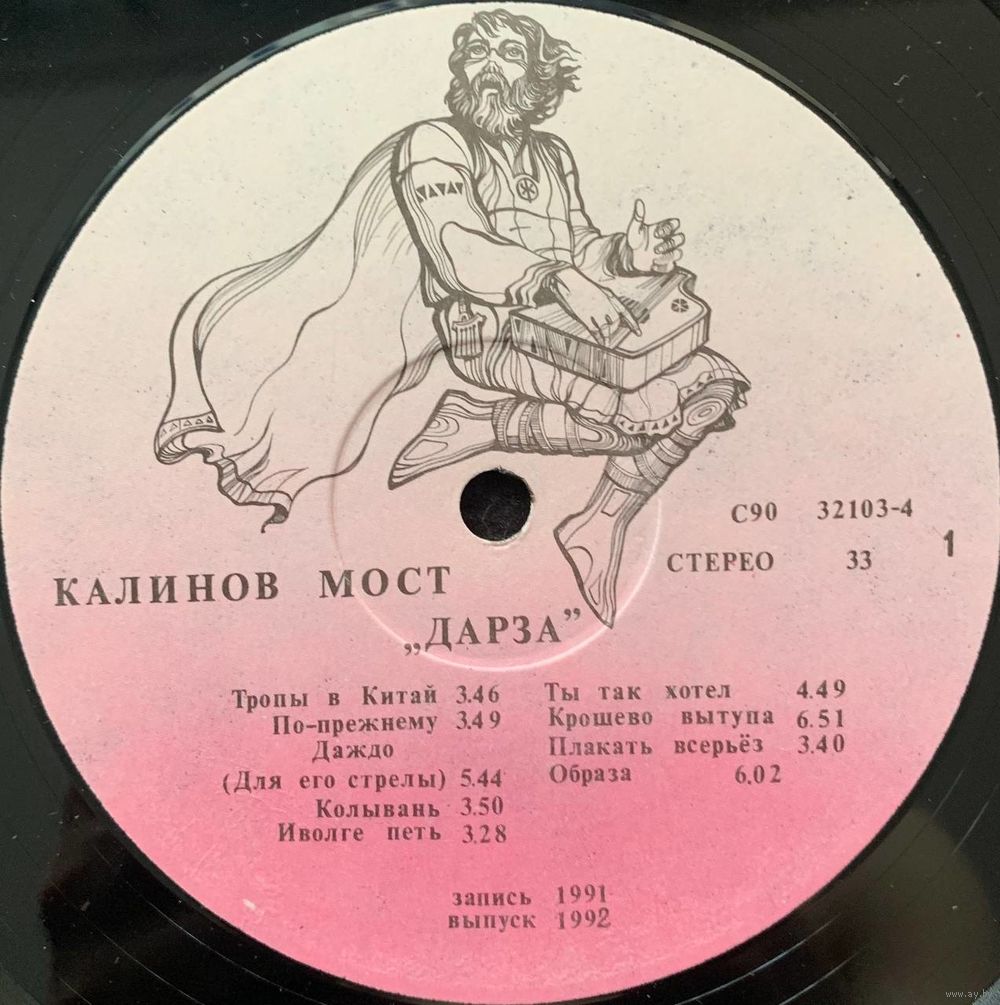 С90 32103-4
СТЕРЕО 33
1
КАЛИНОВ МОСТ
„ДАРЗА”
Тропы в Китай 3.46
По-прежнему 3.49
Даждо
(Для его стрелы) 5.44
Колывань 3.50
Иволге петь 3.28
Ты так хотел 4.49
Крошево вытупа 6.51
Плакать всерьёз 3.40
Образа 6.02
запись 1991
выпуск 1992